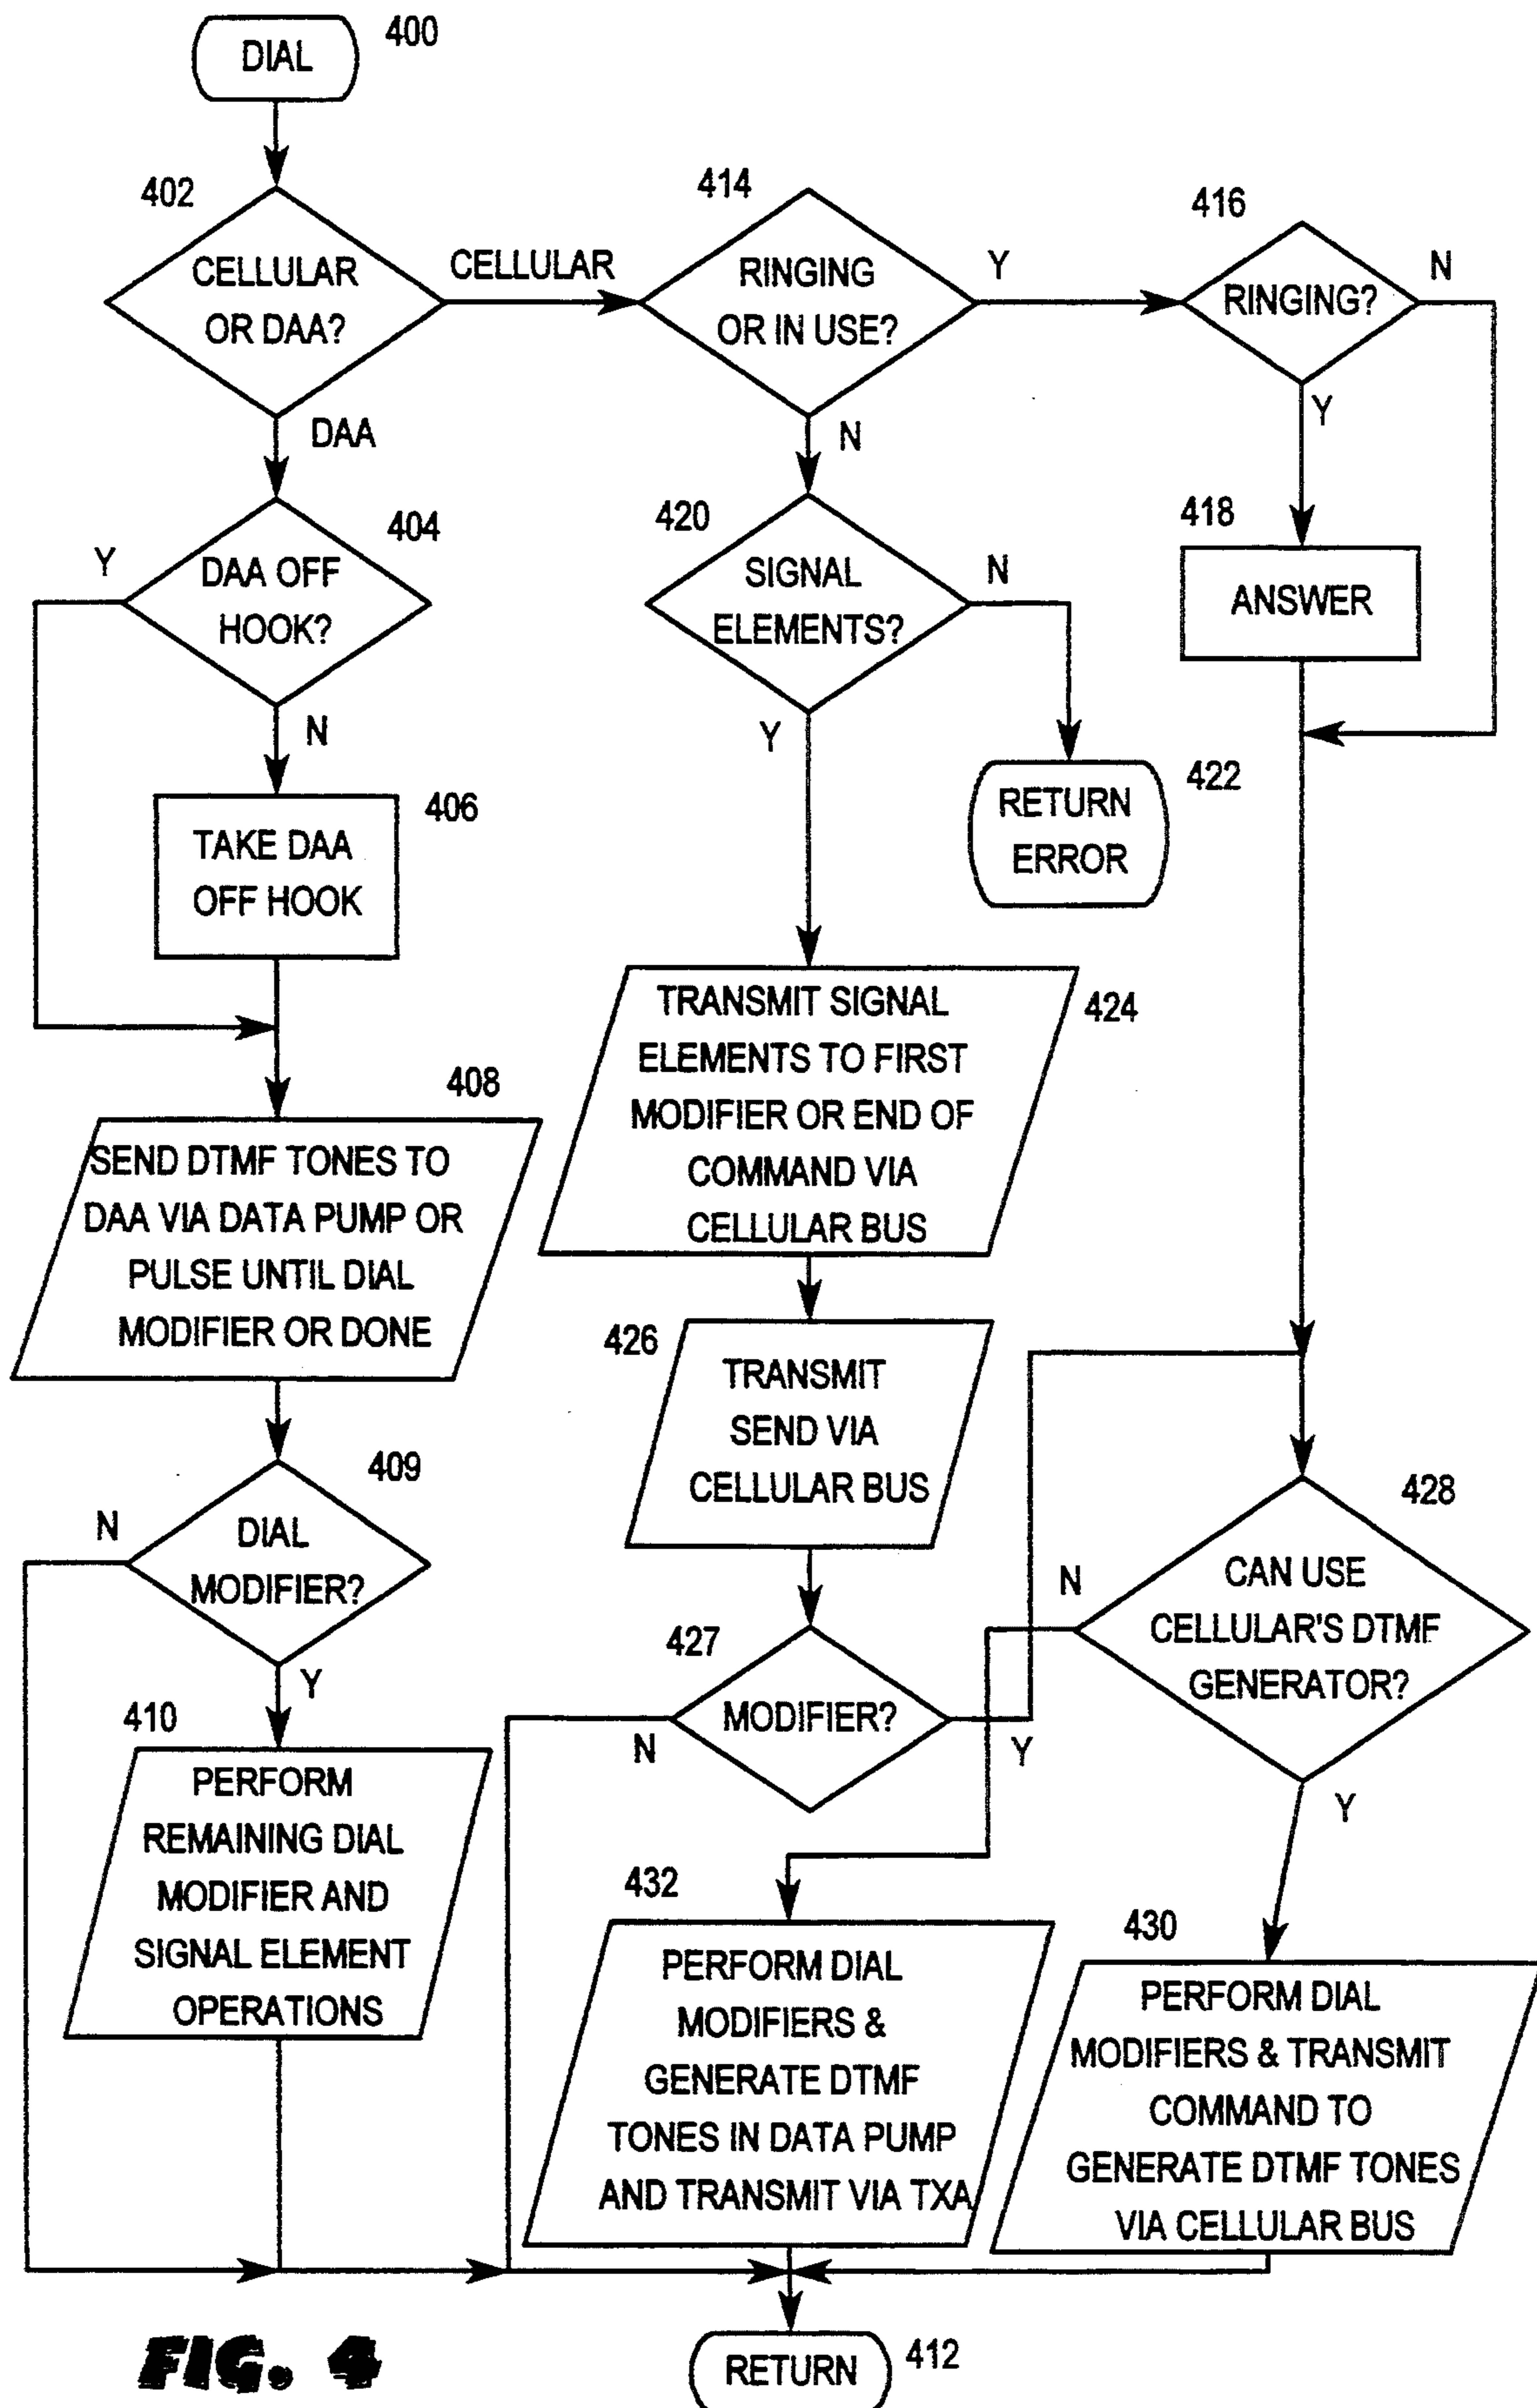 DIAL
400
402
CELLULAR
OR DAA?
CELLULAR
DAA
414
RINGING
OR IN USE?
Y
N
416
RINGING?
N
Y
404
DAA OFF
HOOK?
Y
N
420
SIGNAL
ELEMENTS?
N
Y
418
ANSWER
406
TAKE DAA
OFF HOOK
RETURN
ERROR
422
408
SEND DTMF TONES TO
DAA VIA DATA PUMP OR
PULSE UNTIL DIAL
MODIFIER OR DONE
TRANSMIT SIGNAL
ELEMENTS TO FIRST
MODIFIER OR END OF
COMMAND VIA
CELLULAR BUS
424
426
TRANSMIT
SEND VIA
CELLULAR BUS
409
DIAL
MODIFIER?
N
Y
427
MODIFIER?
N
Y
428
CAN USE
CELLULAR'S DTMF
GENERATOR?
N
Y
410
PERFORM
REMAINING DIAL
MODIFIER AND
SIGNAL ELEMENT
OPERATIONS
432
PERFORM DIAL
MODIFIERS &
GENERATE DTMF
TONES IN DATA PUMP
AND TRANSMIT VIA TXA
430
PERFORM DIAL
MODIFIERS & TRANSMIT
COMMAND TO
GENERATE DTMF TONES
VIA CELLULAR BUS
RETURN
412
FIG. 4